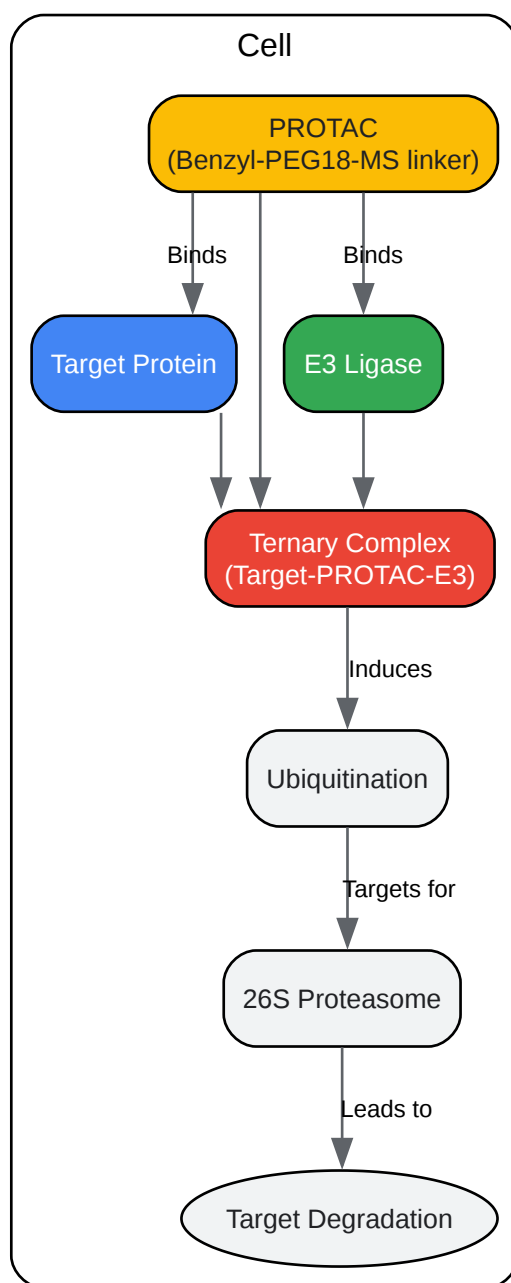 Cell
PROTAC
(Benzyl-PEG18-MS linker)
Binds
Binds
Target Protein
E3 Ligase
Ternary Complex
(Target-PROTAC-E3)
Induces
Ubiquitination
Targets for
26S Proteasome
Leads to
Target Degradation